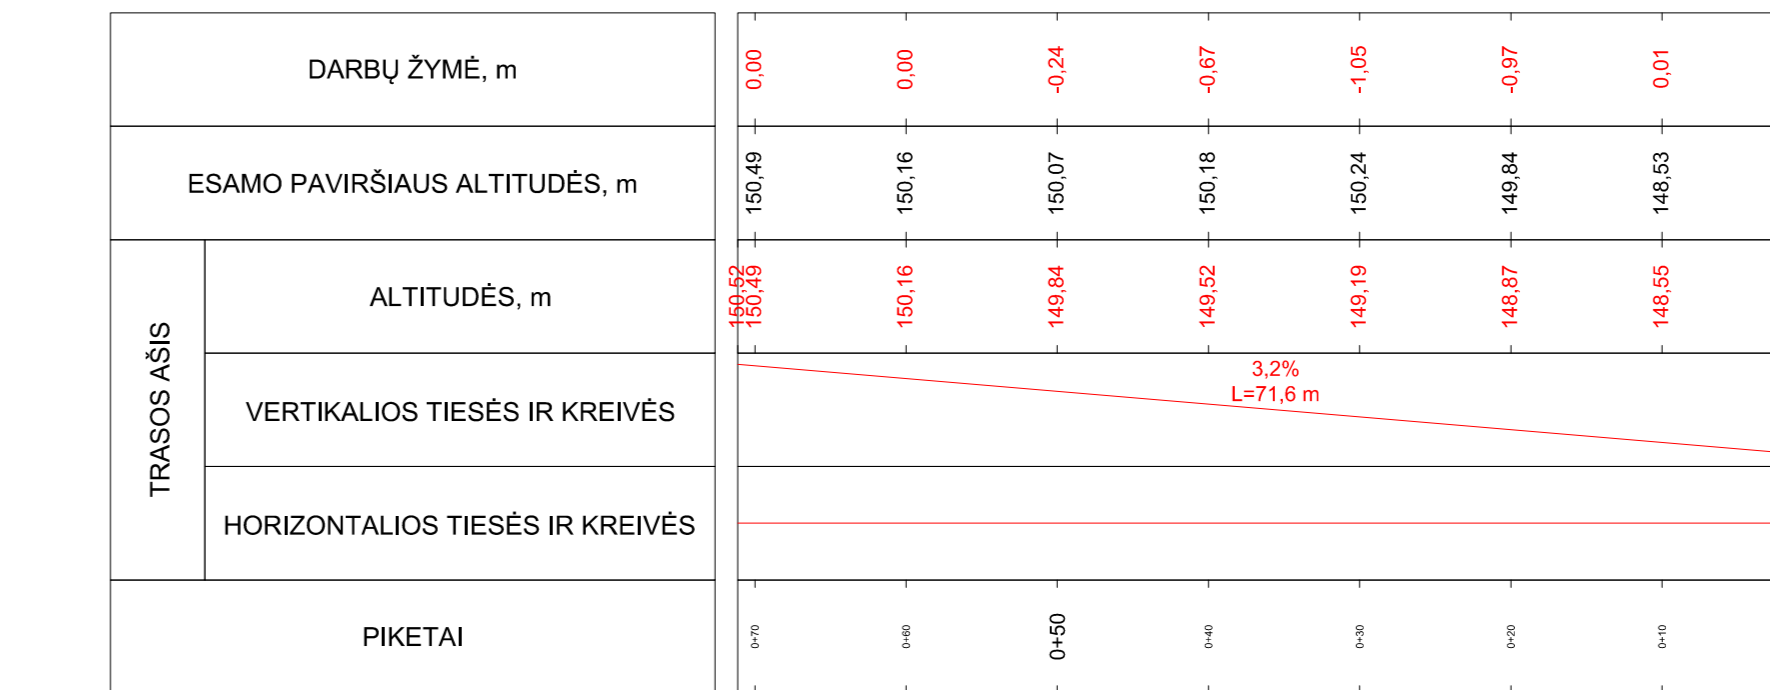 DARBŲ ŽYMĖ, m
0,00 0,00 -0,24 -0,67 -1,05 -0,97 0,01
ESAMO PAVIRŠIAUS ALTITUDĖS, m
150,49 150,16 150,07 150,18 150,24 149,84 148,53
TRASOS AŠIS
ALTITUDĖS, m
150,52 150,49 150,16 149,84 149,52 149,19 148,87 148,55
VERTIKALIOS TIESĖS IR KREIVĖS
3,2%
L=71,6 m
HORIZONTALIOS TIESĖS IR KREIVĖS
PIKETAI
0+70 0+60 0+50 0+40 0+30 0+20 0+10